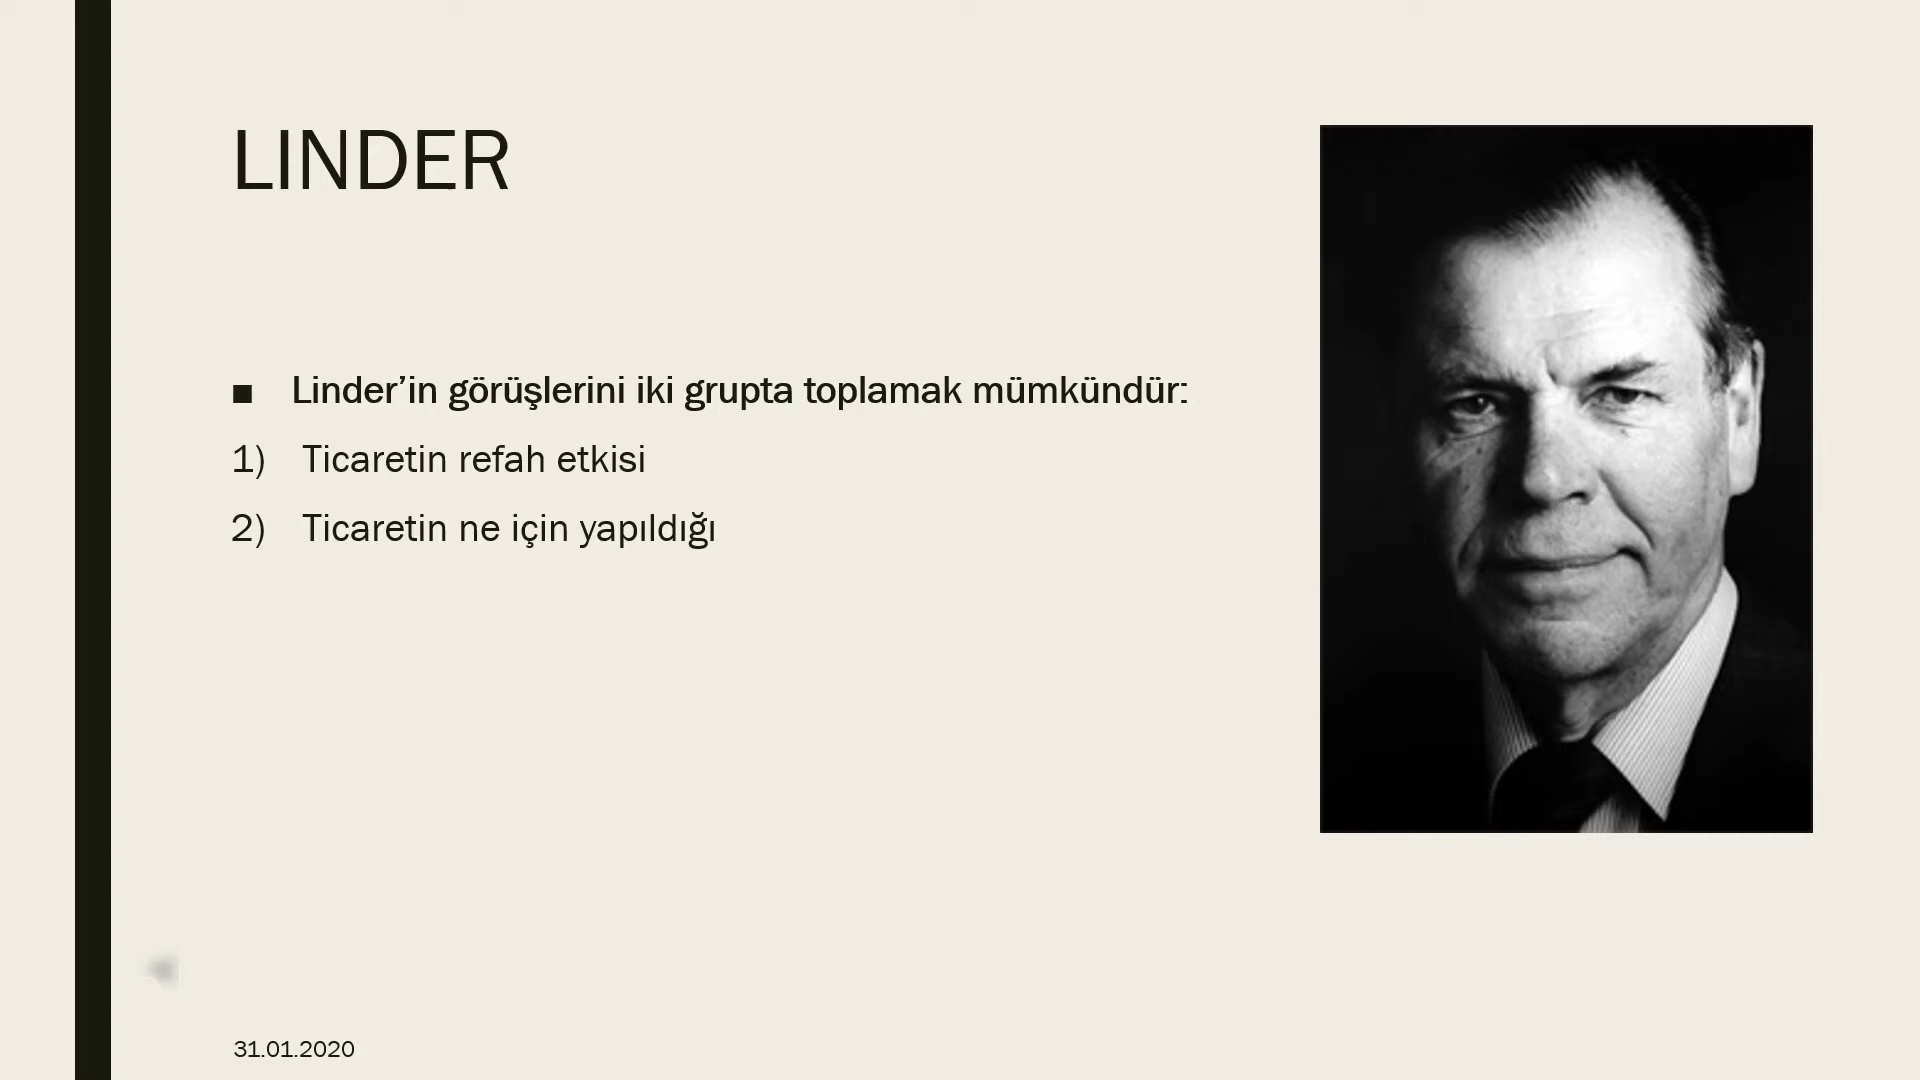 LINDER
▪ Linder’in görüşlerini iki grupta toplamak mümkündür:
1) Ticaretin refah etkisi
2) Ticaretin ne için yapıldığı
31.01.2020